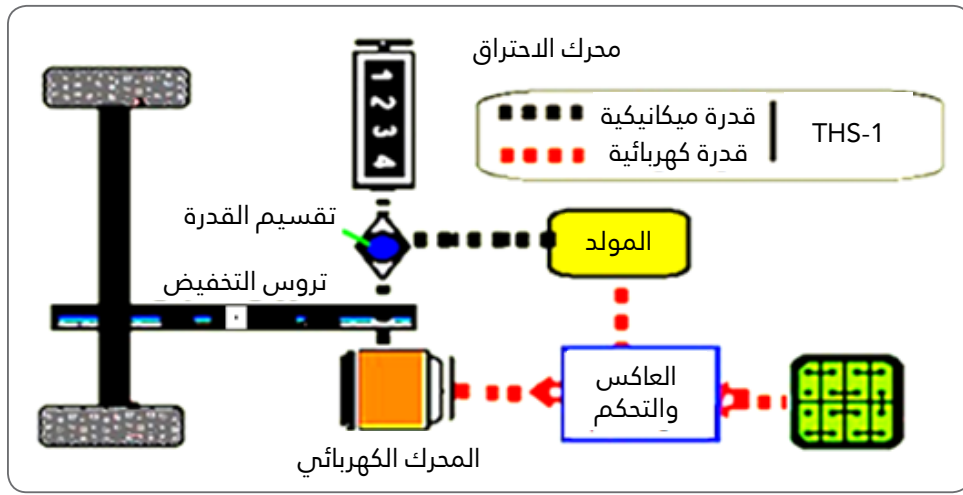 محرك الاحتراق
1 2 3 4
قدرة ميكانيكية
قدرة كهربائية
THS-1
تقسيم القدرة
المولد
تروس التخفيض
العاكس
والتحكم
المحرك الكهربائي